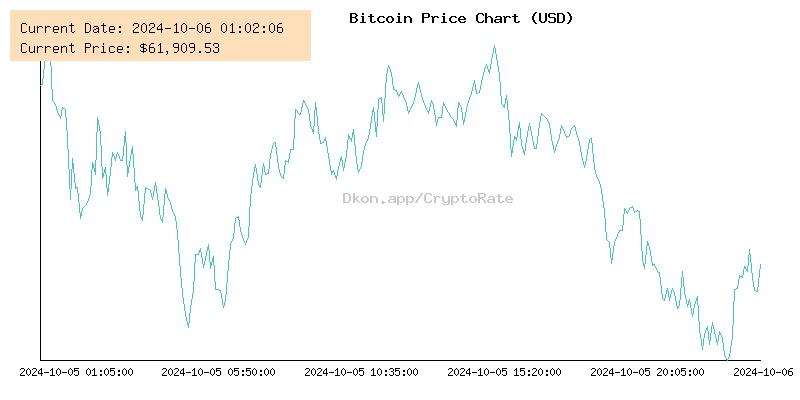 Bitcoin Price Chart (USD)
Current Date: 2024-10-06 01:02:06
Current Price: $61,909.53
Dkon.app/CryptoRate
2024-10-05 01:05:00 2024-10-05 05:50:00 2024-10-05 10:35:00 2024-10-05 15:20:00 2024-10-05 20:05:00 2024-10-06